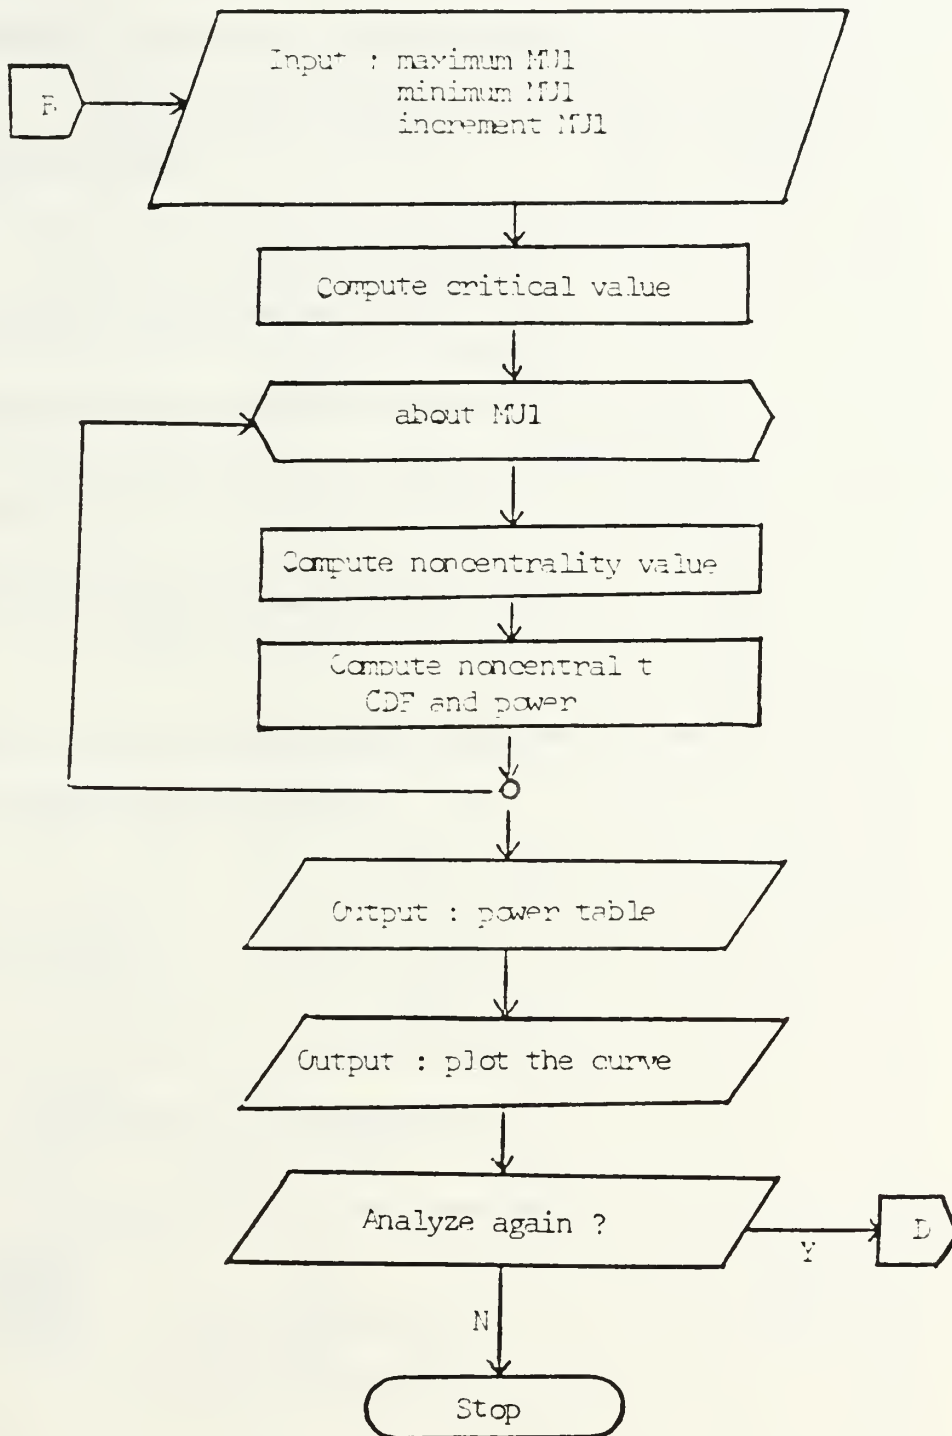 Input : maximum MU1
minimum MU1
increment MU1
Compute critical value
about MU1
Compute noncentrality value
Compute noncentral t
CDF and power
Output : power table
Output : plot the curve
Analyze again ?
Y
D
N
Stop